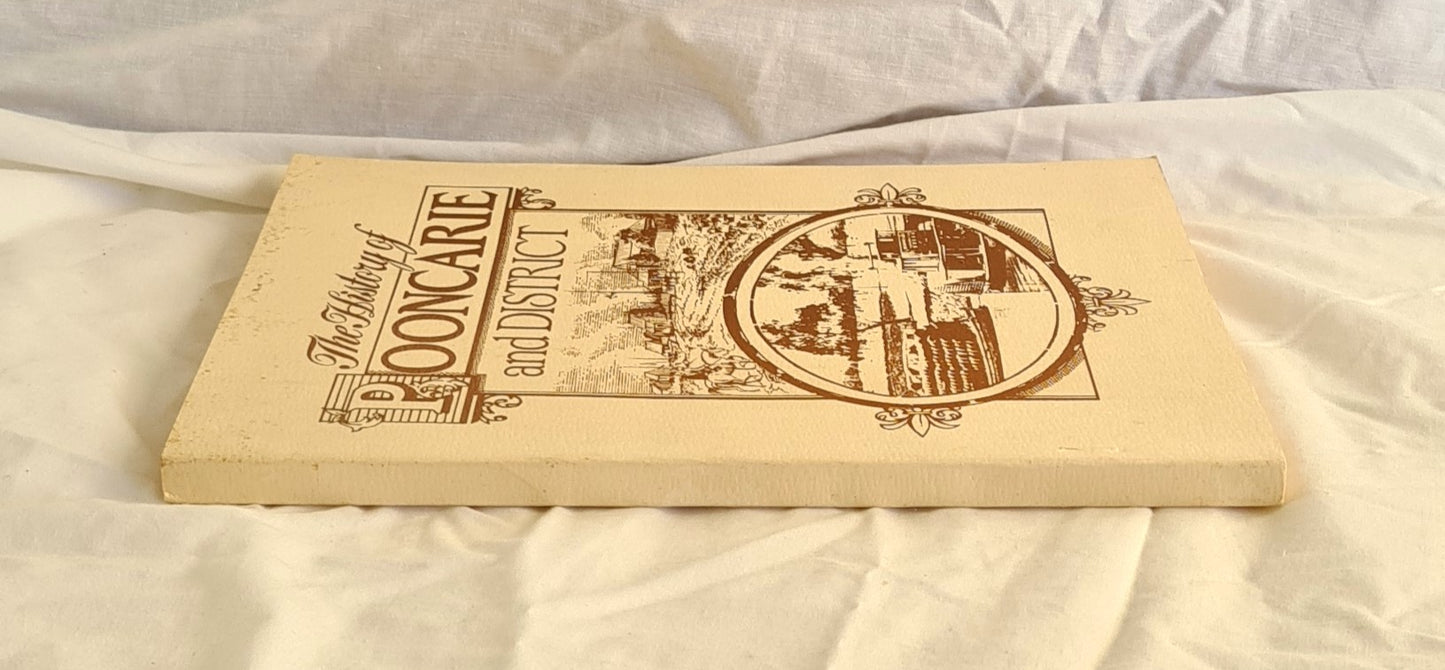 The History of
POONCARIE
and DISTRICT